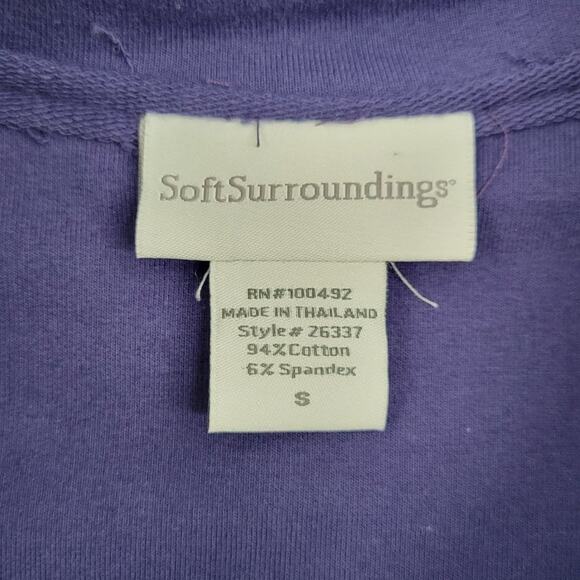 SoftSurroundings®
RN#100492
MADE IN THAILAND
Style# 26337
94%Cotton
6% Spandex
S